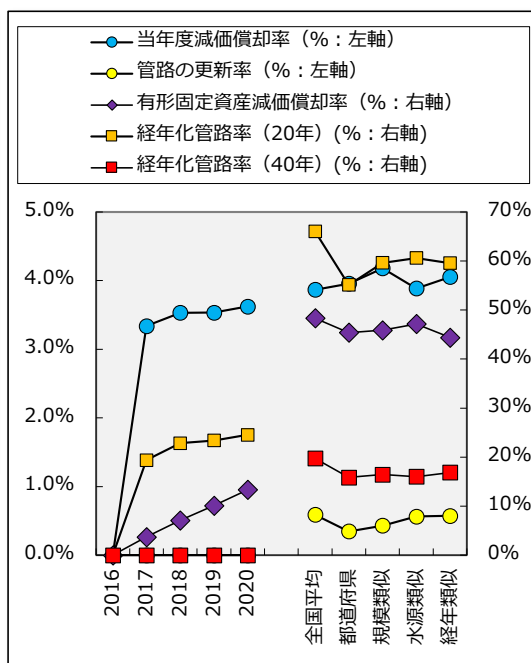 当年度減価償却率（%：左軸）
管路の更新率（%：左軸）
有形固定資産減価償却率（%：右軸）
経年化管路率（20年）(%：右軸)
経年化管路率（40年）(%：右軸)
5.0%
4.0%
3.0%
2.0%
1.0%
0.0%
70%
60%
50%
40%
30%
20%
10%
0%
2016
2017
2018
2019
2020
全国平均
都道府県
規模類似
水源類似
経年類似